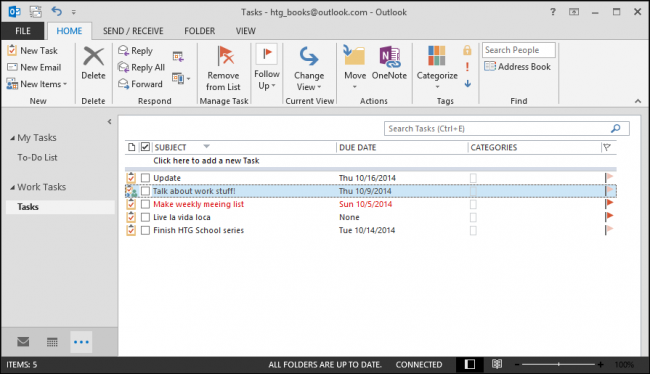 Tasks - htg_books@outlook.com - Outlook
FILE HOME SEND / RECEIVE FOLDER VIEW
New Task
New Email
New Items
New
Delete
Delete
Reply
Reply All
Forward
Respond
Remove from List
Manage Task
Follow Up
Change View
Current View
Move
OneNote
Actions
Categorize
Tags
Search People
Address Book
Find
My Tasks
To-Do List
Work Tasks
Tasks
Search Tasks (Ctrl+E)
SUBJECT DUE DATE CATEGORIES
Click here to add a new Task
Update Thu 10/16/2014
Talk about work stuff! Thu 10/9/2014
Make weekly meeing list Sun 10/5/2014
Live la vida loca None
Finish HTG School series Tue 10/14/2014
ITEMS: 5 ALL FOLDERS ARE UP TO DATE. CONNECTED 100%